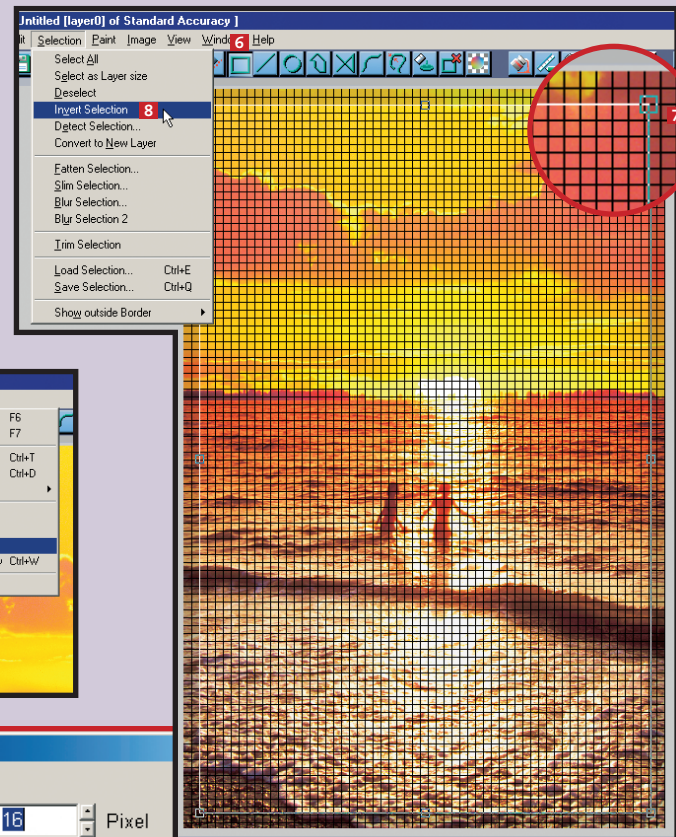 Untitled [layer0] of Standard Accuracy ]
Selection Paint Image View Help
6
Select All
Select as Layer size
Deselect
Invert Selection 8
Detect Selection...
Convert to New Layer
Fatten Selection...
Slim Selection...
Blur Selection...
Blur Selection 2
Trim Selection
Load Selection... Ctrl+E
Save Selection... Ctrl+Q
Show outside Border
7
F6
F7
Ctrl+T
Ctrl+D
Ctrl+W
16 Pixel